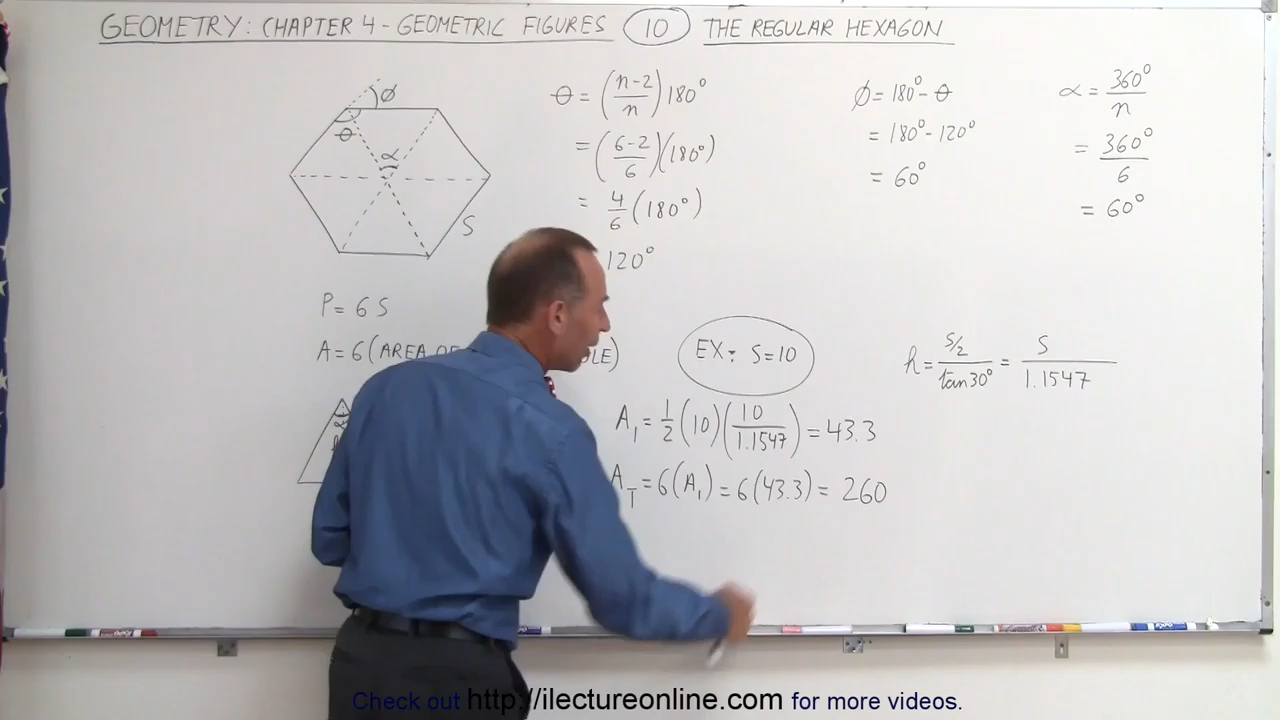 GEOMETRY: CHAPTER 4 - GEOMETRIC FIGURES 10 THE REGULAR HEXAGON
φ
θ
α
S
θ = (n-2/n) 180°
= (6-2/6)(180°)
= 4/6 (180°)
120°
φ = 180° - θ
= 180° - 120°
= 60°
α = 360°/n
= 360°/6
= 60°
P = 6 S
A = 6 (AREA OF
EX: S=10
h = S/2 / tan30° = S / 1.1547
α
A₁ = 1/2 (10) (10/1.1547) = 43.3
A_T = 6(A₁) = 6(43.3) = 260
Check out http://ilectureonline.com for more videos.